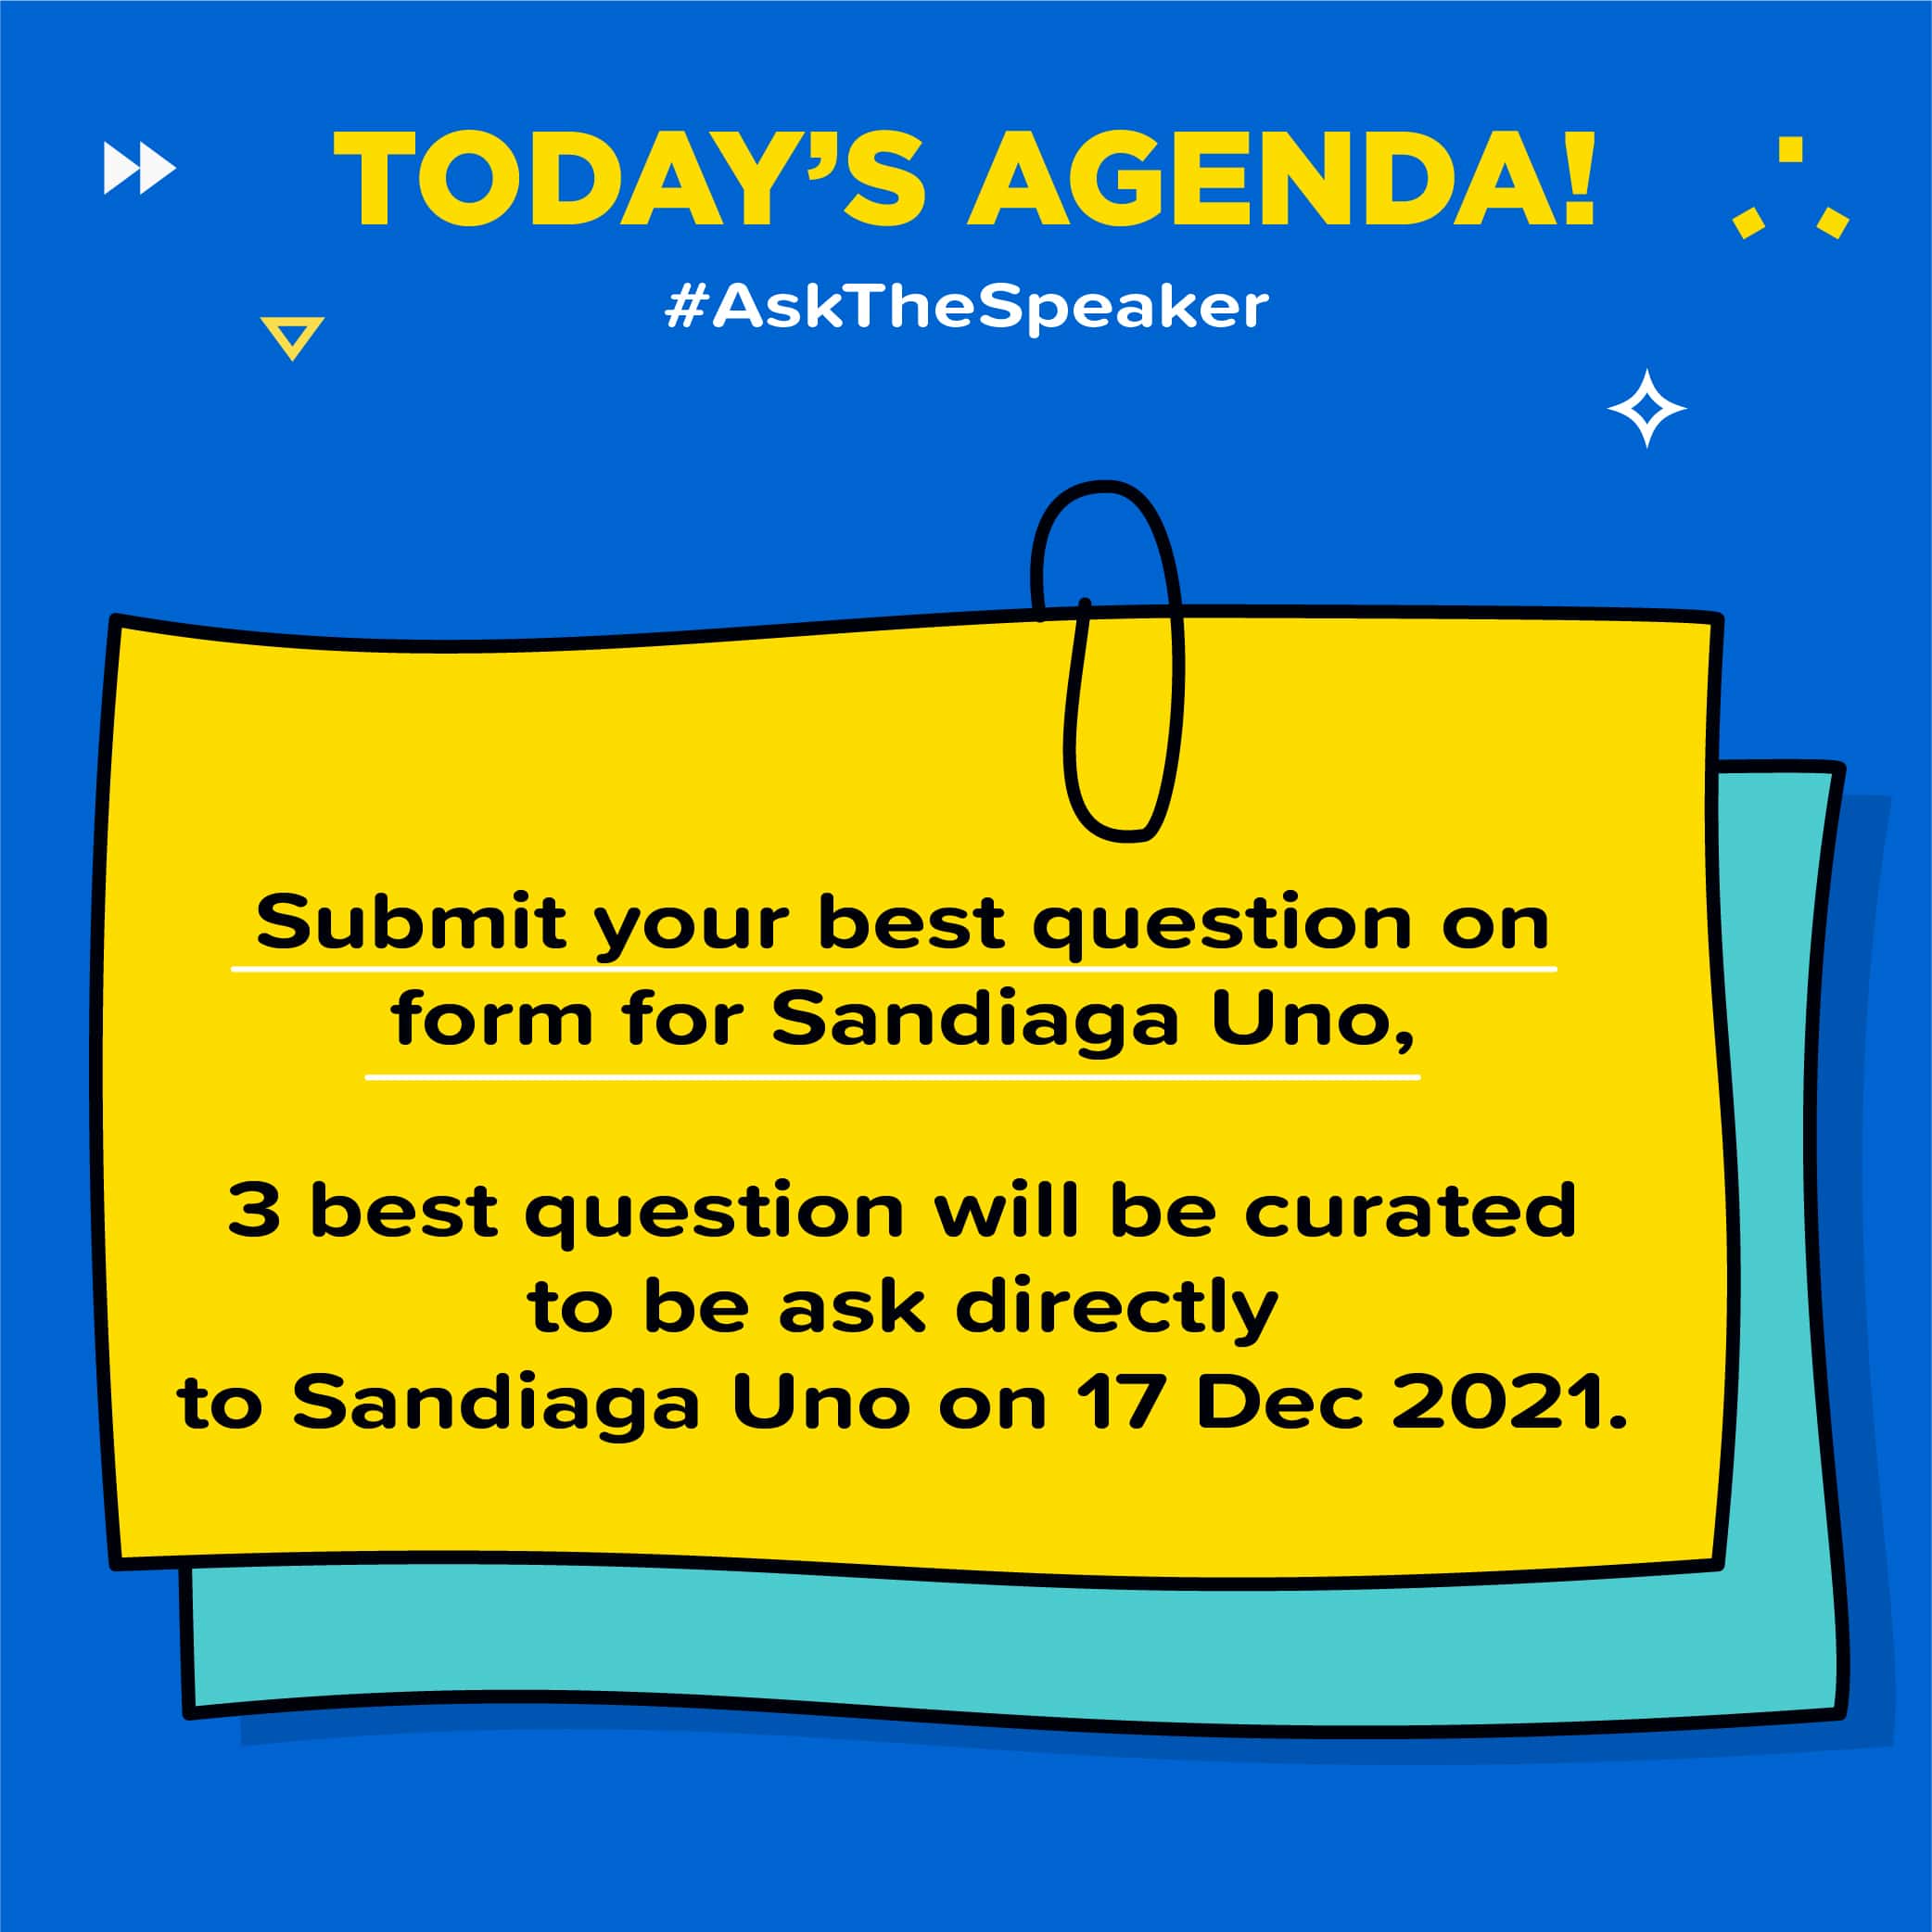 TODAY’S AGENDA!
#AskTheSpeaker
Submit your best question on
form for Sandiaga Uno,
3 best question will be curated
to be ask directly
to Sandiaga Uno on 17 Dec 2021.